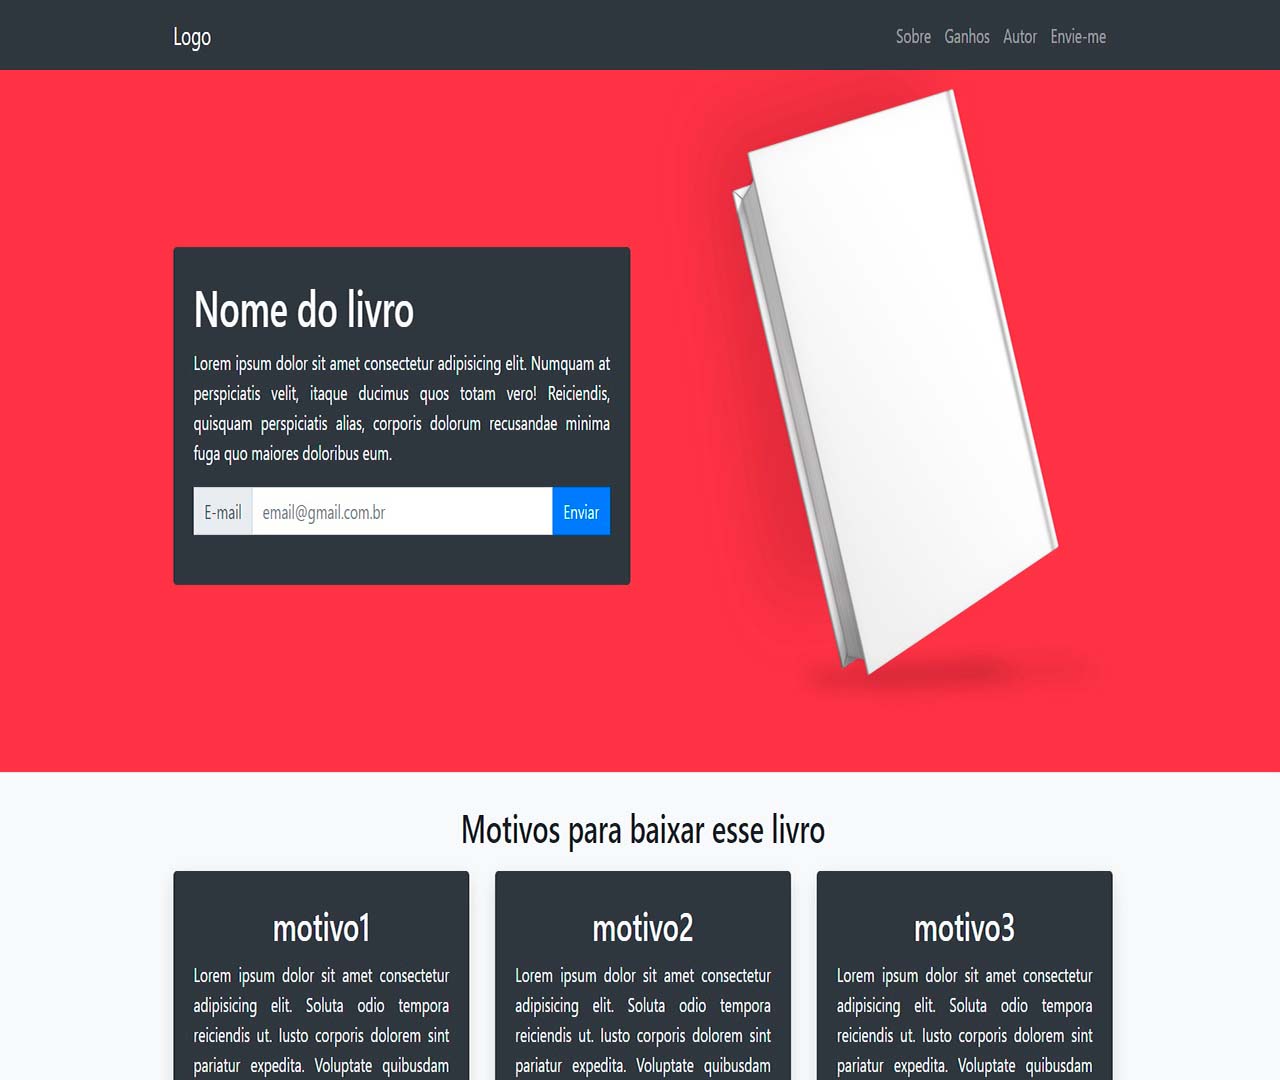 Logo
Sobre Ganhos Autor Envie-me
Nome do livro
Lorem ipsum dolor sit amet consectetur adipisicing elit. Numquam at
perspiciatis velit, itaque ducimus quos totam vero! Reiciendis,
quisquam perspiciatis alias, corporis dolorum recusandae minima
fuga quo maiores doloribus eum.
E-mail email@gmail.com.br Enviar
Motivos para baixar esse livro
motivo1
Lorem ipsum dolor sit amet consectetur
adipisicing elit. Soluta odio tempora
reiciendis ut. Iusto corporis dolorem sint
pariatur expedita. Voluptate quibusdam
motivo2
Lorem ipsum dolor sit amet consectetur
adipisicing elit. Soluta odio tempora
reiciendis ut. Iusto corporis dolorem sint
pariatur expedita. Voluptate quibusdam
motivo3
Lorem ipsum dolor sit amet consectetur
adipisicing elit. Soluta odio tempora
reiciendis ut. Iusto corporis dolorem sint
pariatur expedita. Voluptate quibusdam